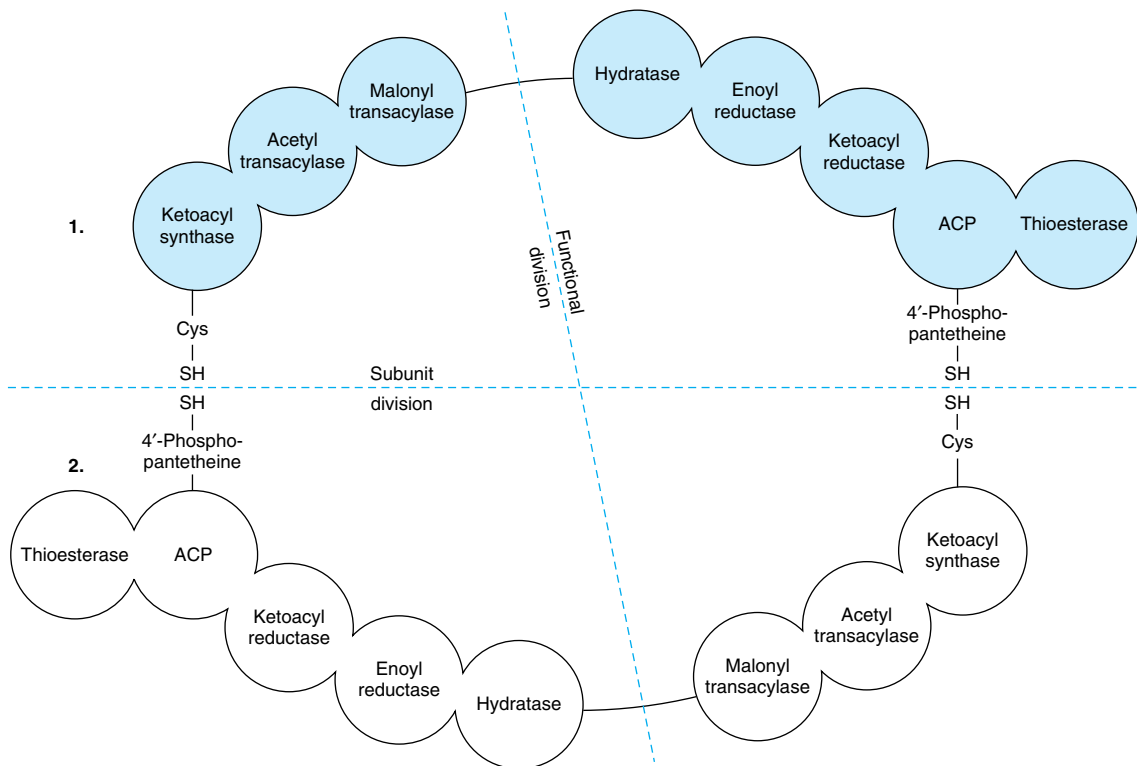 Hydratase
Malonyl
transacylase
Enoyl
reductase
Acetyl
transacylase
Ketoacyl
reductase
1.
Ketoacyl
synthase
ACP
Thioesterase
Functional
division
Cys
4′-Phospho-
pantetheine
SH
Subunit
SH
SH
division
SH
4′-Phospho-
pantetheine
Cys
2.
Thioesterase
ACP
Ketoacyl
synthase
Ketoacyl
reductase
Acetyl
transacylase
Enoyl
reductase
Malonyl
transacylase
Hydratase